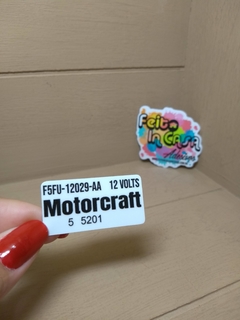 F5FU-12029-AA 12 VOLTS
Motorcraft
5 5201
Feito
In CASA